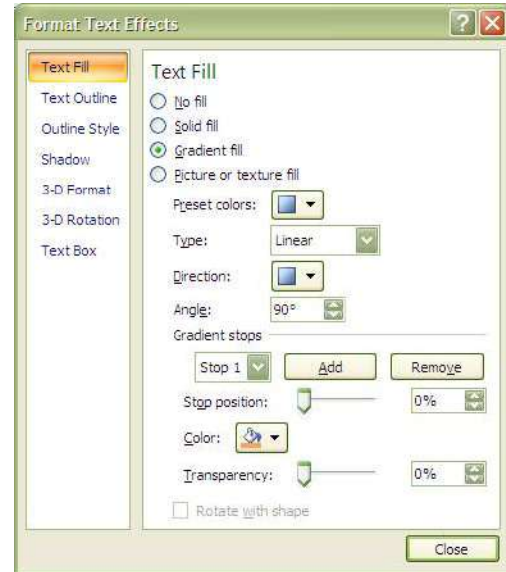 Format Text Effects
Text Fill
Text Outline
Outline Style
Shadow
3-D Format
3-D Rotation
Text Box
Text Fill
No fill
Solid fill
Gradient fill
Picture or texture fill
Preset colors:
Type: Linear
Direction:
Angle: 90°
Gradient stops
Stop 1 Add Remove
Stop position: 0%
Color:
Transparency: 0%
Rotate with shape
Close